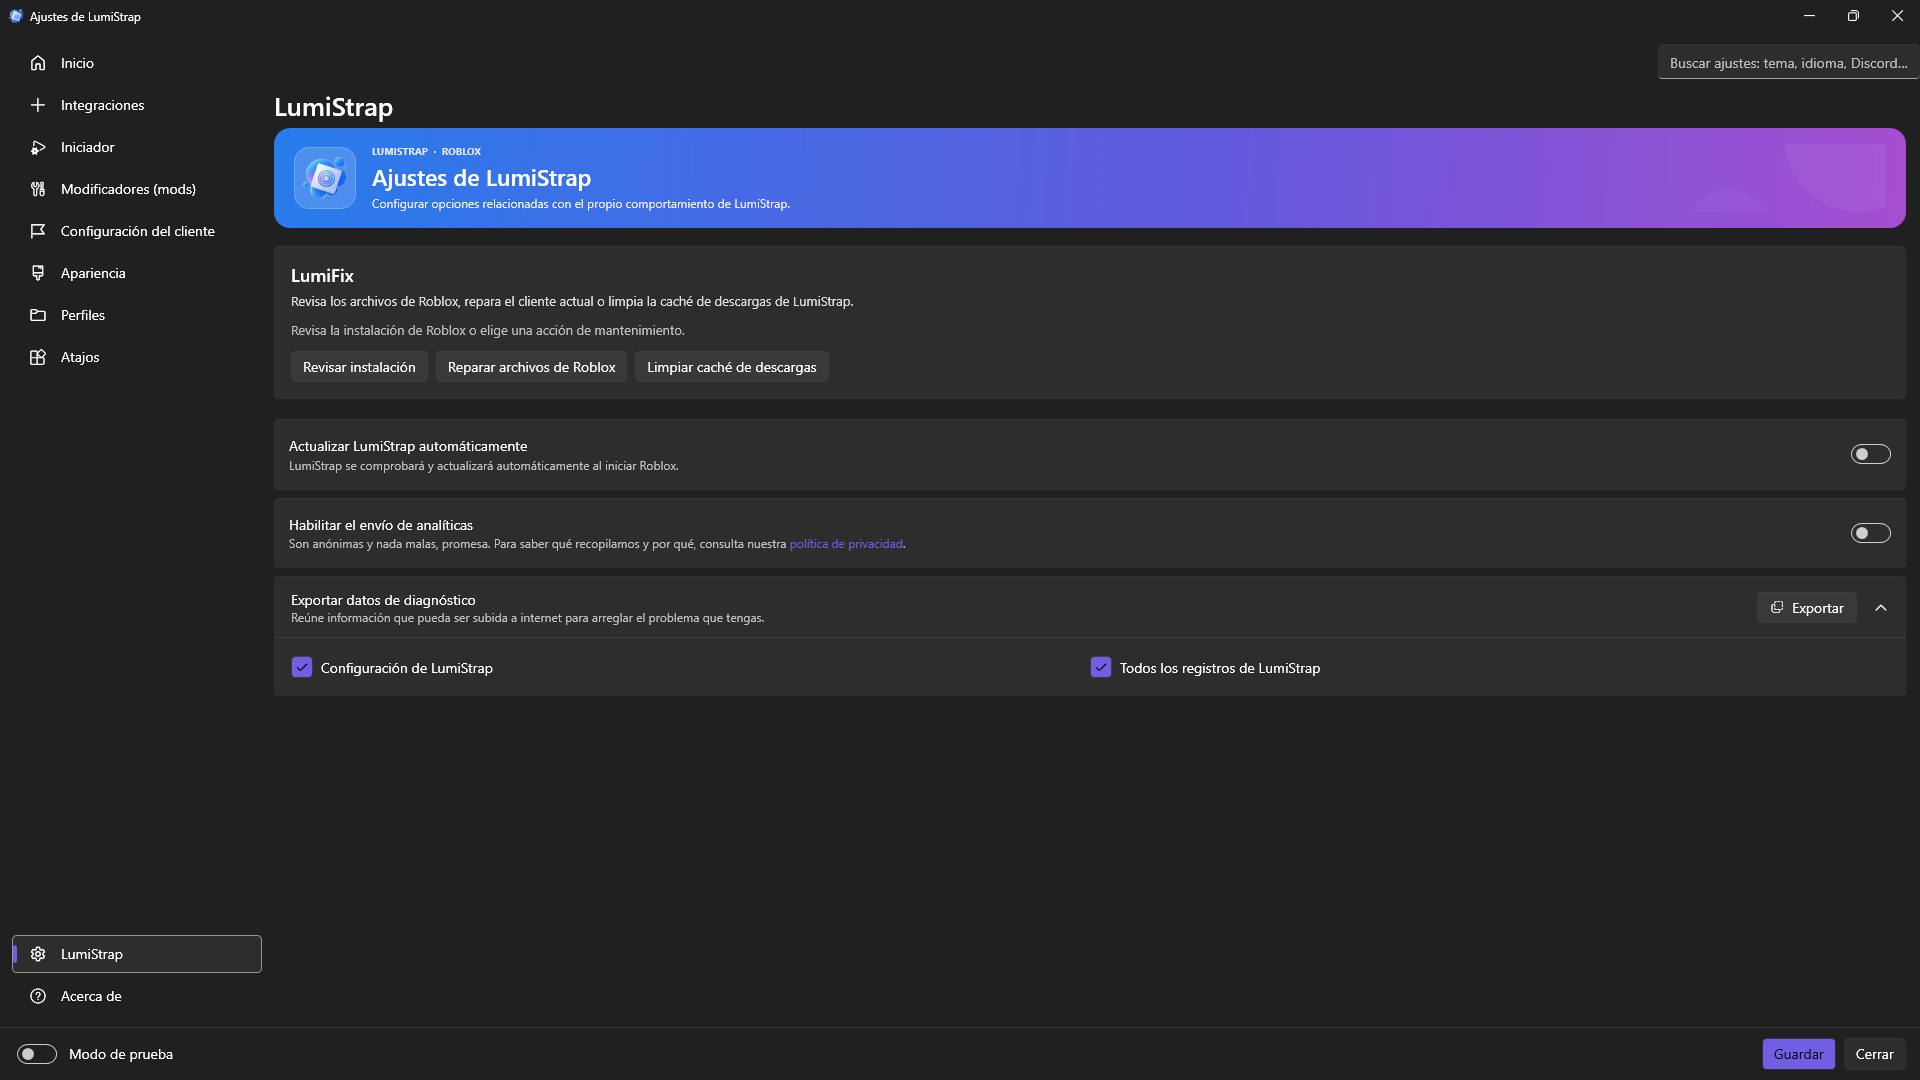 Ajustes de LumiStrap
Inicio
Integraciones
Iniciador
Modificadores (mods)
Configuración del cliente
Apariencia
Perfiles
Atajos
LumiStrap
Acerca de
Modo de prueba
Buscar ajustes: tema, idioma, Discord...
LumiStrap
LUMISTRAP · ROBLOX
Ajustes de LumiStrap
Configurar opciones relacionadas con el propio comportamiento de LumiStrap.
LumiFix
Revisa los archivos de Roblox, repara el cliente actual o limpia la caché de descargas de LumiStrap.
Revisa la instalación de Roblox o elige una acción de mantenimiento.
Revisar instalación
Reparar archivos de Roblox
Limpiar caché de descargas
Actualizar LumiStrap automáticamente
LumiStrap se comprobará y actualizará automáticamente al iniciar Roblox.
Habilitar el envío de analíticas
Son anónimas y nada malas, promesa. Para saber qué recopilamos y por qué, consulta nuestra política de privacidad.
Exportar datos de diagnóstico
Reúne información que pueda ser subida a internet para arreglar el problema que tengas.
Exportar
Configuración de LumiStrap
Todos los registros de LumiStrap
Guardar
Cerrar